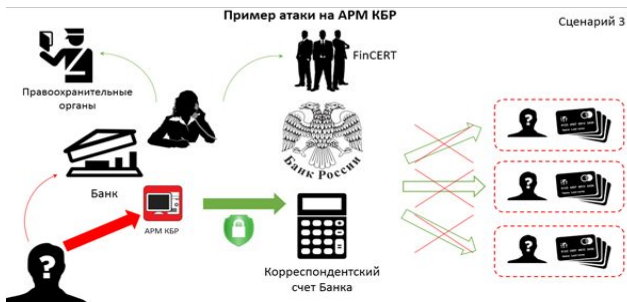 Пример атаки на АРМ КБР
Сценарий 3
FinCERT
Правоохранительные
органы
Банк России
Банк
АРМ КБР
Корреспондентский
счет Банка
?
?
?
?